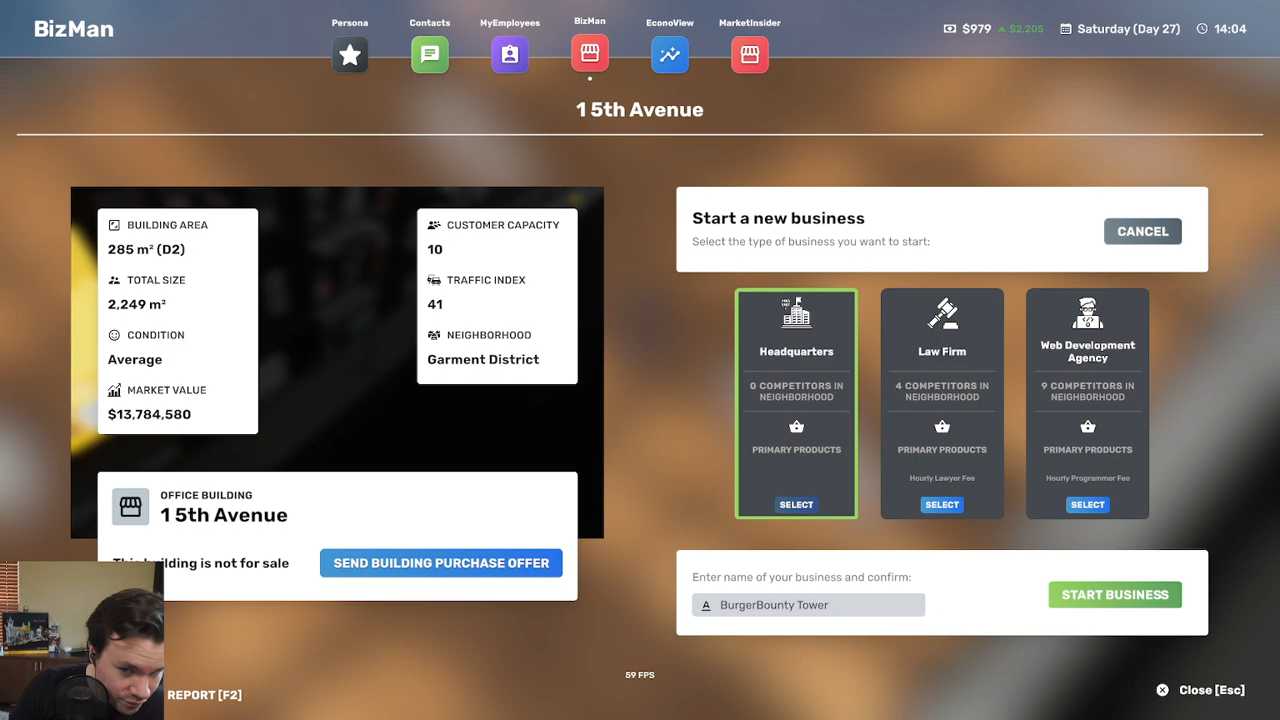 BizMan
Persona
Contacts
MyEmployees
BizMan
EconoView
MarketInsider
$979 ▲ $2,205
Saturday (Day 27)
14:04
1 5th Avenue
BUILDING AREA
285 m² (D2)
TOTAL SIZE
2,249 m²
CONDITION
Average
MARKET VALUE
$13,784,580
CUSTOMER CAPACITY
10
TRAFFIC INDEX
41
NEIGHBORHOOD
Garment District
OFFICE BUILDING
1 5th Avenue
This building is not for sale
SEND BUILDING PURCHASE OFFER
Start a new business
Select the type of business you want to start:
CANCEL
Headquarters
0 COMPETITORS IN
NEIGHBORHOOD
PRIMARY PRODUCTS
SELECT
Law Firm
4 COMPETITORS IN
NEIGHBORHOOD
PRIMARY PRODUCTS
Hourly Lawyer Fee
SELECT
Web Development
Agency
9 COMPETITORS IN
NEIGHBORHOOD
PRIMARY PRODUCTS
Hourly Programmer Fee
SELECT
Enter name of your business and confirm:
BurgerBounty Tower
START BUSINESS
59 FPS
REPORT [F2]
Close [Esc]